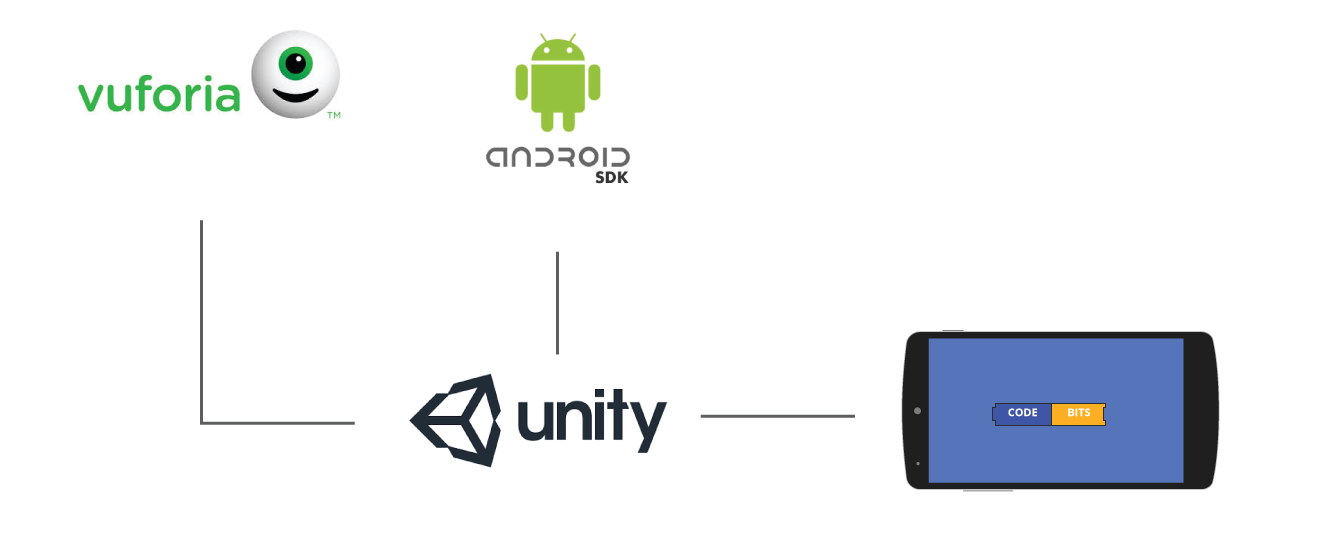 vuforia
TM
ANDROID
SDK
unity
CODE BITS